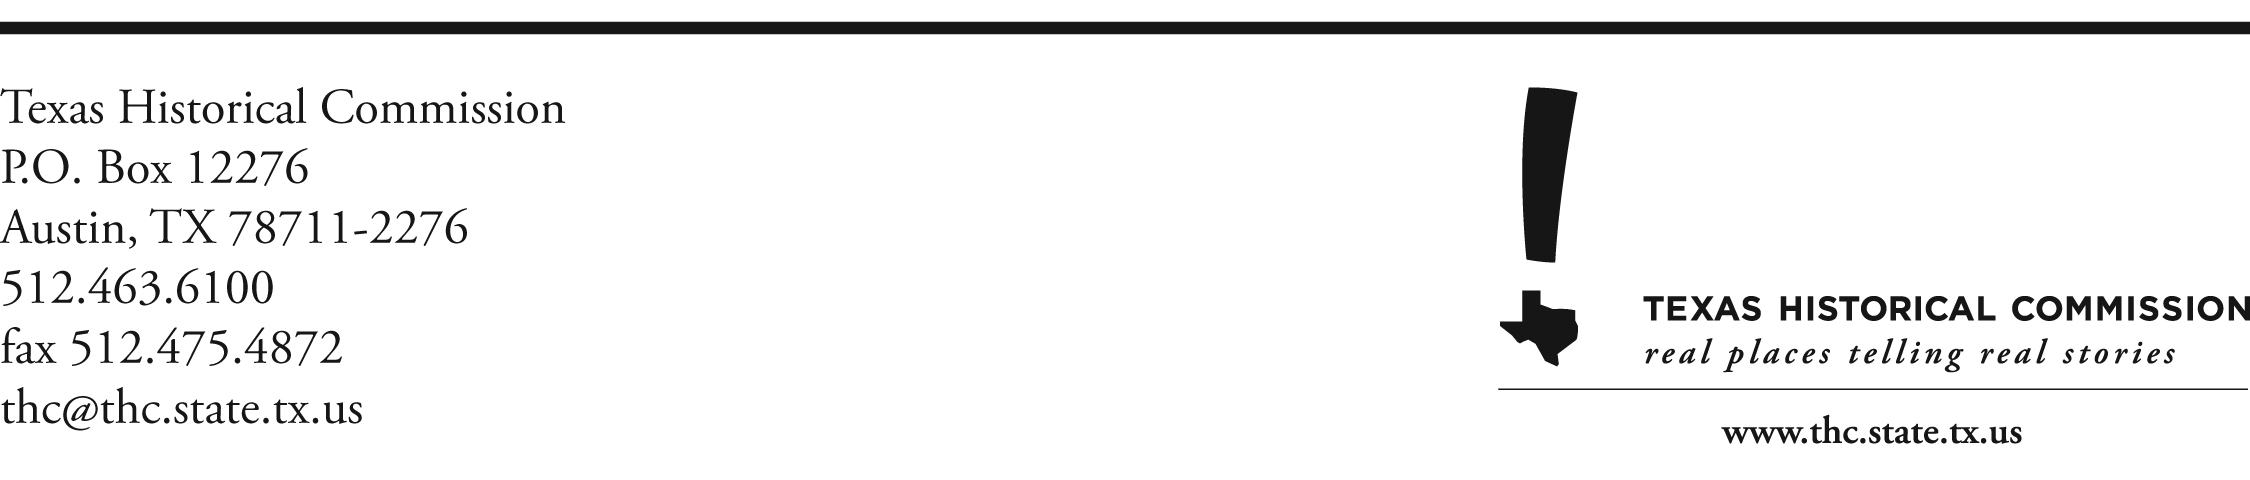 Texas Historical Commission
P.O. Box 12276
Austin, TX 78711-2276
512.463.6100
fax 512.475.4872
thc@thc.state.tx.us
TEXAS HISTORICAL COMMISSION
real places telling real stories
www.thc.state.tx.us